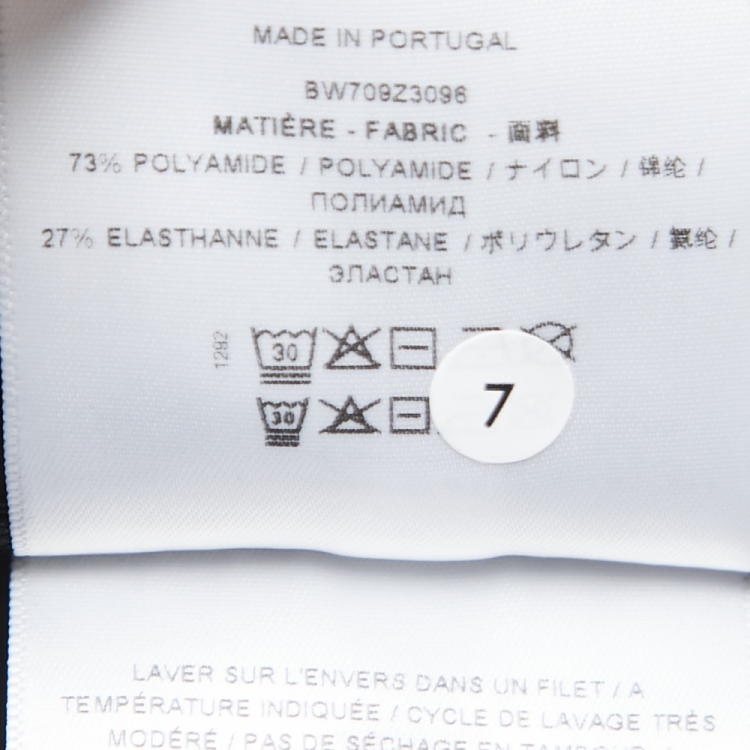 MADE IN PORTUGAL
BW709Z3096
MATIÈRE - FABRIC - 面料
73% POLYAMIDE / POLYAMIDE / ナイロン / 锦纶 /
ПОЛИАМИД
27% ELASTHANNE / ELASTANE / ポリウレタン / 氨纶 /
ЭЛАСТАН
1292
30
30
7
LAVER SUR L'ENVERS DANS UN FILET / A
TEMPÉRATURE INDIQUÉE / CYCLE DE LAVAGE TRÈS
MODÉRÉ / PAS DE SÉCHAGE EN TAMBOUR